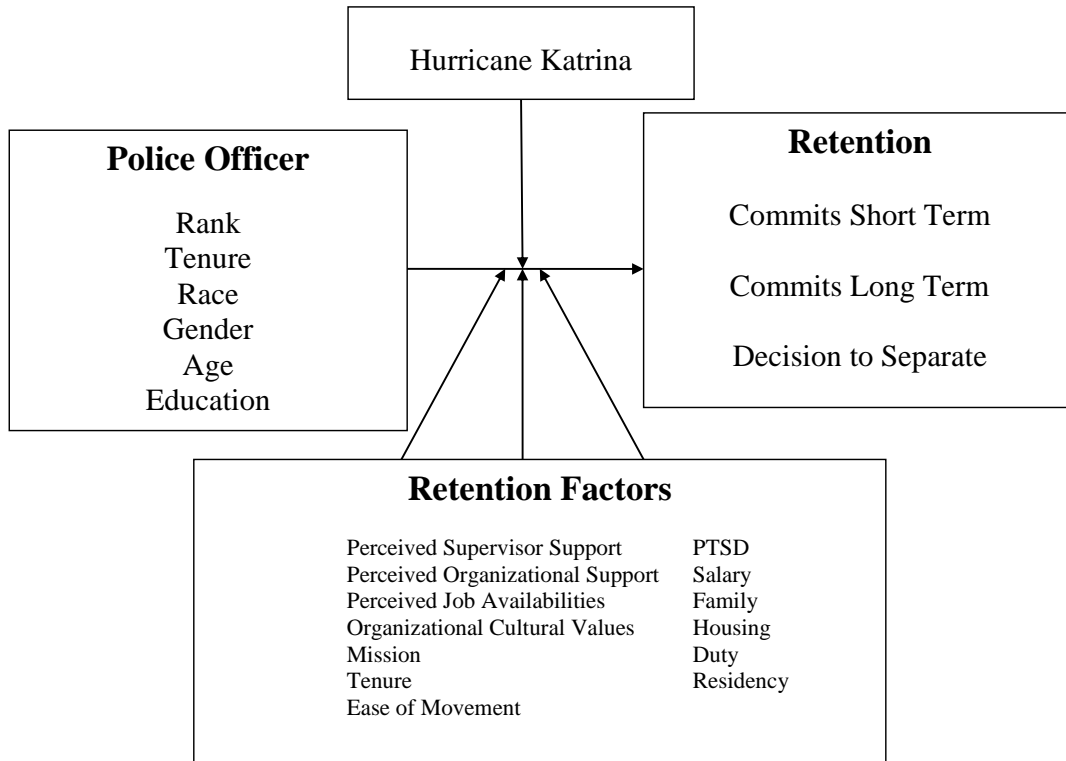 Hurricane Katrina
Police Officer
Rank
Tenure
Race
Gender
Age
Education
Retention
Commits Short Term
Commits Long Term
Decision to Separate
Retention Factors
Perceived Supervisor Support
Perceived Organizational Support
Perceived Job Availabilities
Organizational Cultural Values
Mission
Tenure
Ease of Movement
PTSD
Salary
Family
Housing
Duty
Residency